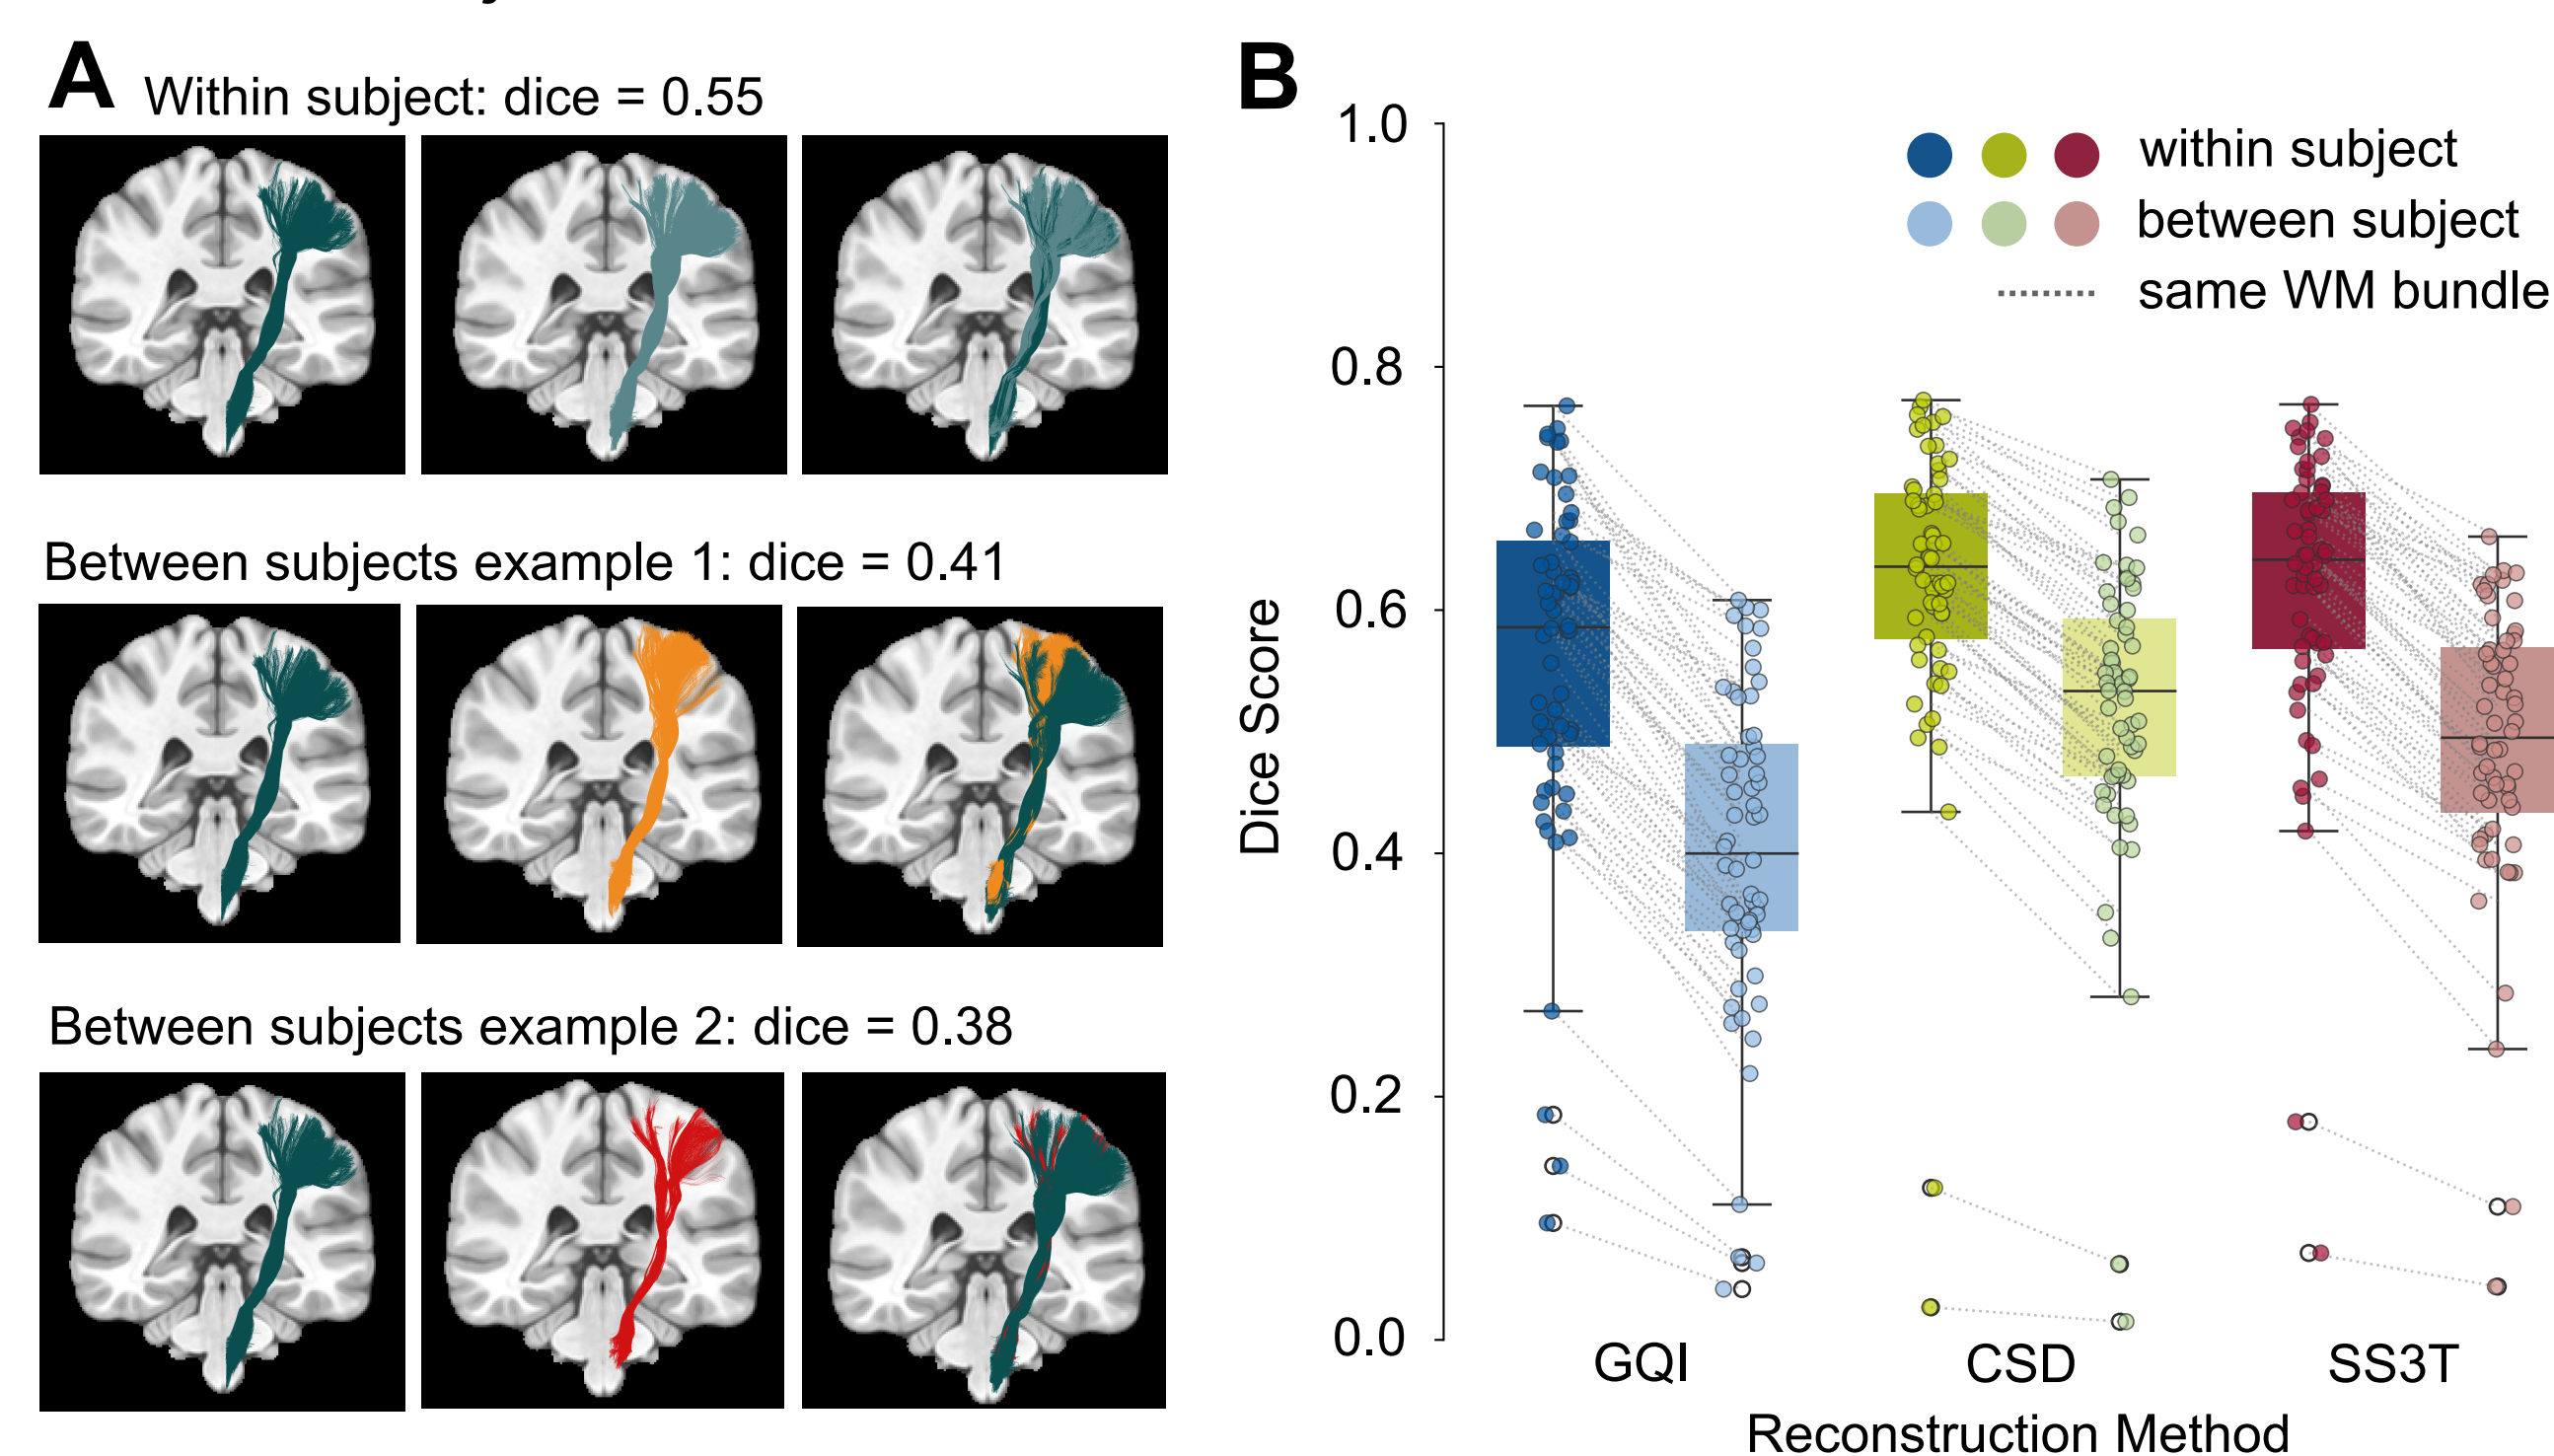 A
Within subject: dice = 0.55
Between subjects example 1: dice = 0.41
Between subjects example 2: dice = 0.38
B
1.0
0.8
0.6
0.4
0.2
0.0
Dice Score
within subject
between subject
same WM bundle
GQI
CSD
SS3T
Reconstruction Method